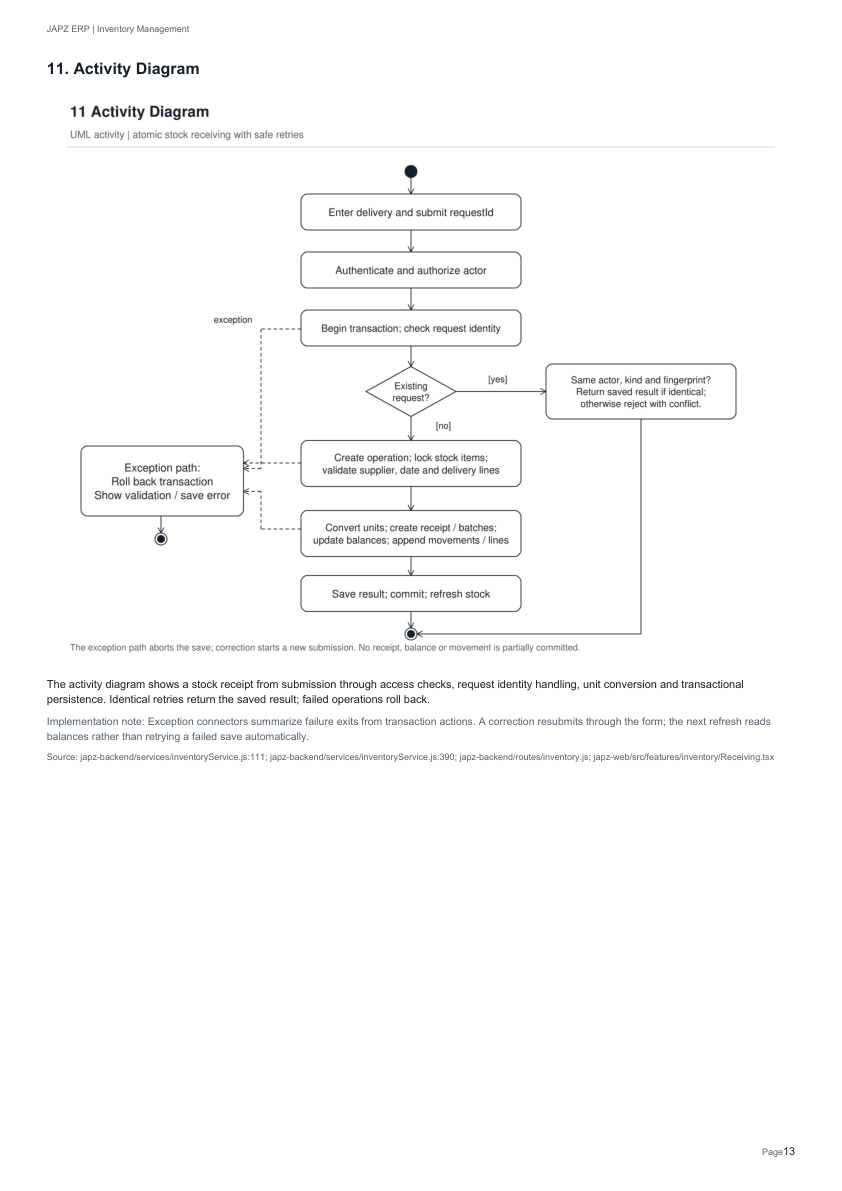 JAPZ ERP | Inventory Management
11. Activity Diagram
11 Activity Diagram
UML activity | atomic stock receiving with safe retries
Enter delivery and submit requestId
Authenticate and authorize actor
exception
Begin transaction; check request identity
Existing
request?
[yes]
Same actor, kind and fingerprint?
Return saved result if identical;
otherwise reject with conflict.
[no]
Create operation; lock stock items;
validate supplier, date and delivery lines
Exception path:
Roll back transaction
Show validation / save error
Convert units; create receipt / batches;
update balances; append movements / lines
Save result; commit; refresh stock
The exception path aborts the save; correction starts a new submission. No receipt, balance or movement is partially committed.
The activity diagram shows a stock receipt from submission through access checks, request identity handling, unit conversion and transactional
persistence. Identical retries return the saved result; failed operations roll back.
Implementation note: Exception connectors summarize failure exits from transaction actions. A correction resubmits through the form; the next refresh reads
balances rather than retrying a failed save automatically.
Source: japz-backend/services/inventoryService.js:111; japz-backend/services/inventoryService.js:390; japz-backend/routes/inventory.js; japz-web/src/features/inventory/Receiving.tsx
Page13